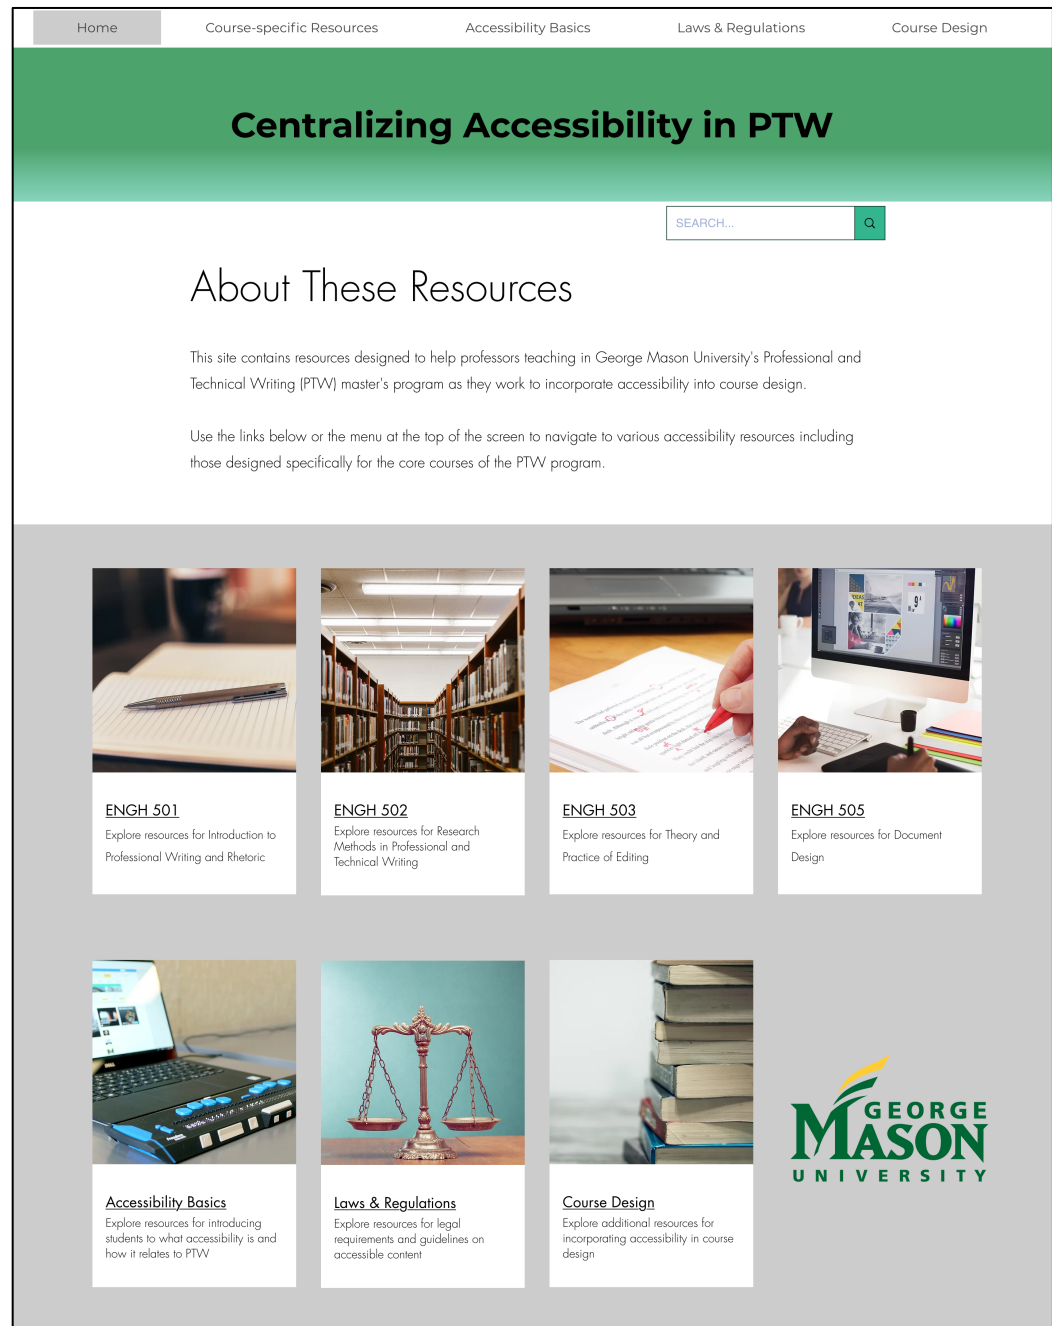 Home
Course-specific Resources
Accessibility Basics
Laws & Regulations
Course Design
Centralizing Accessibility in PTW
SEARCH...
About These Resources
This site contains resources designed to help professors teaching in George Mason University's Professional and
Technical Writing (PTW) master's program as they work to incorporate accessibility into course design.
Use the links below or the menu at the top of the screen to navigate to various accessibility resources including
those designed specifically for the core courses of the PTW program.
ENGH 501
Explore resources for Introduction to
Professional Writing and Rhetoric
ENGH 502
Explore resources for Research
Methods in Professional and
Technical Writing
ENGH 503
Explore resources for Theory and
Practice of Editing
ENGH 505
Explore resources for Document
Design
Accessibility Basics
Explore resources for introducing
students to what accessibility is and
how it relates to PTW
Laws & Regulations
Explore resources for legal
requirements and guidelines on
accessible content
Course Design
Explore additional resources for
incorporating accessibility in course
design
GEORGE
MASON
UNIVERSITY